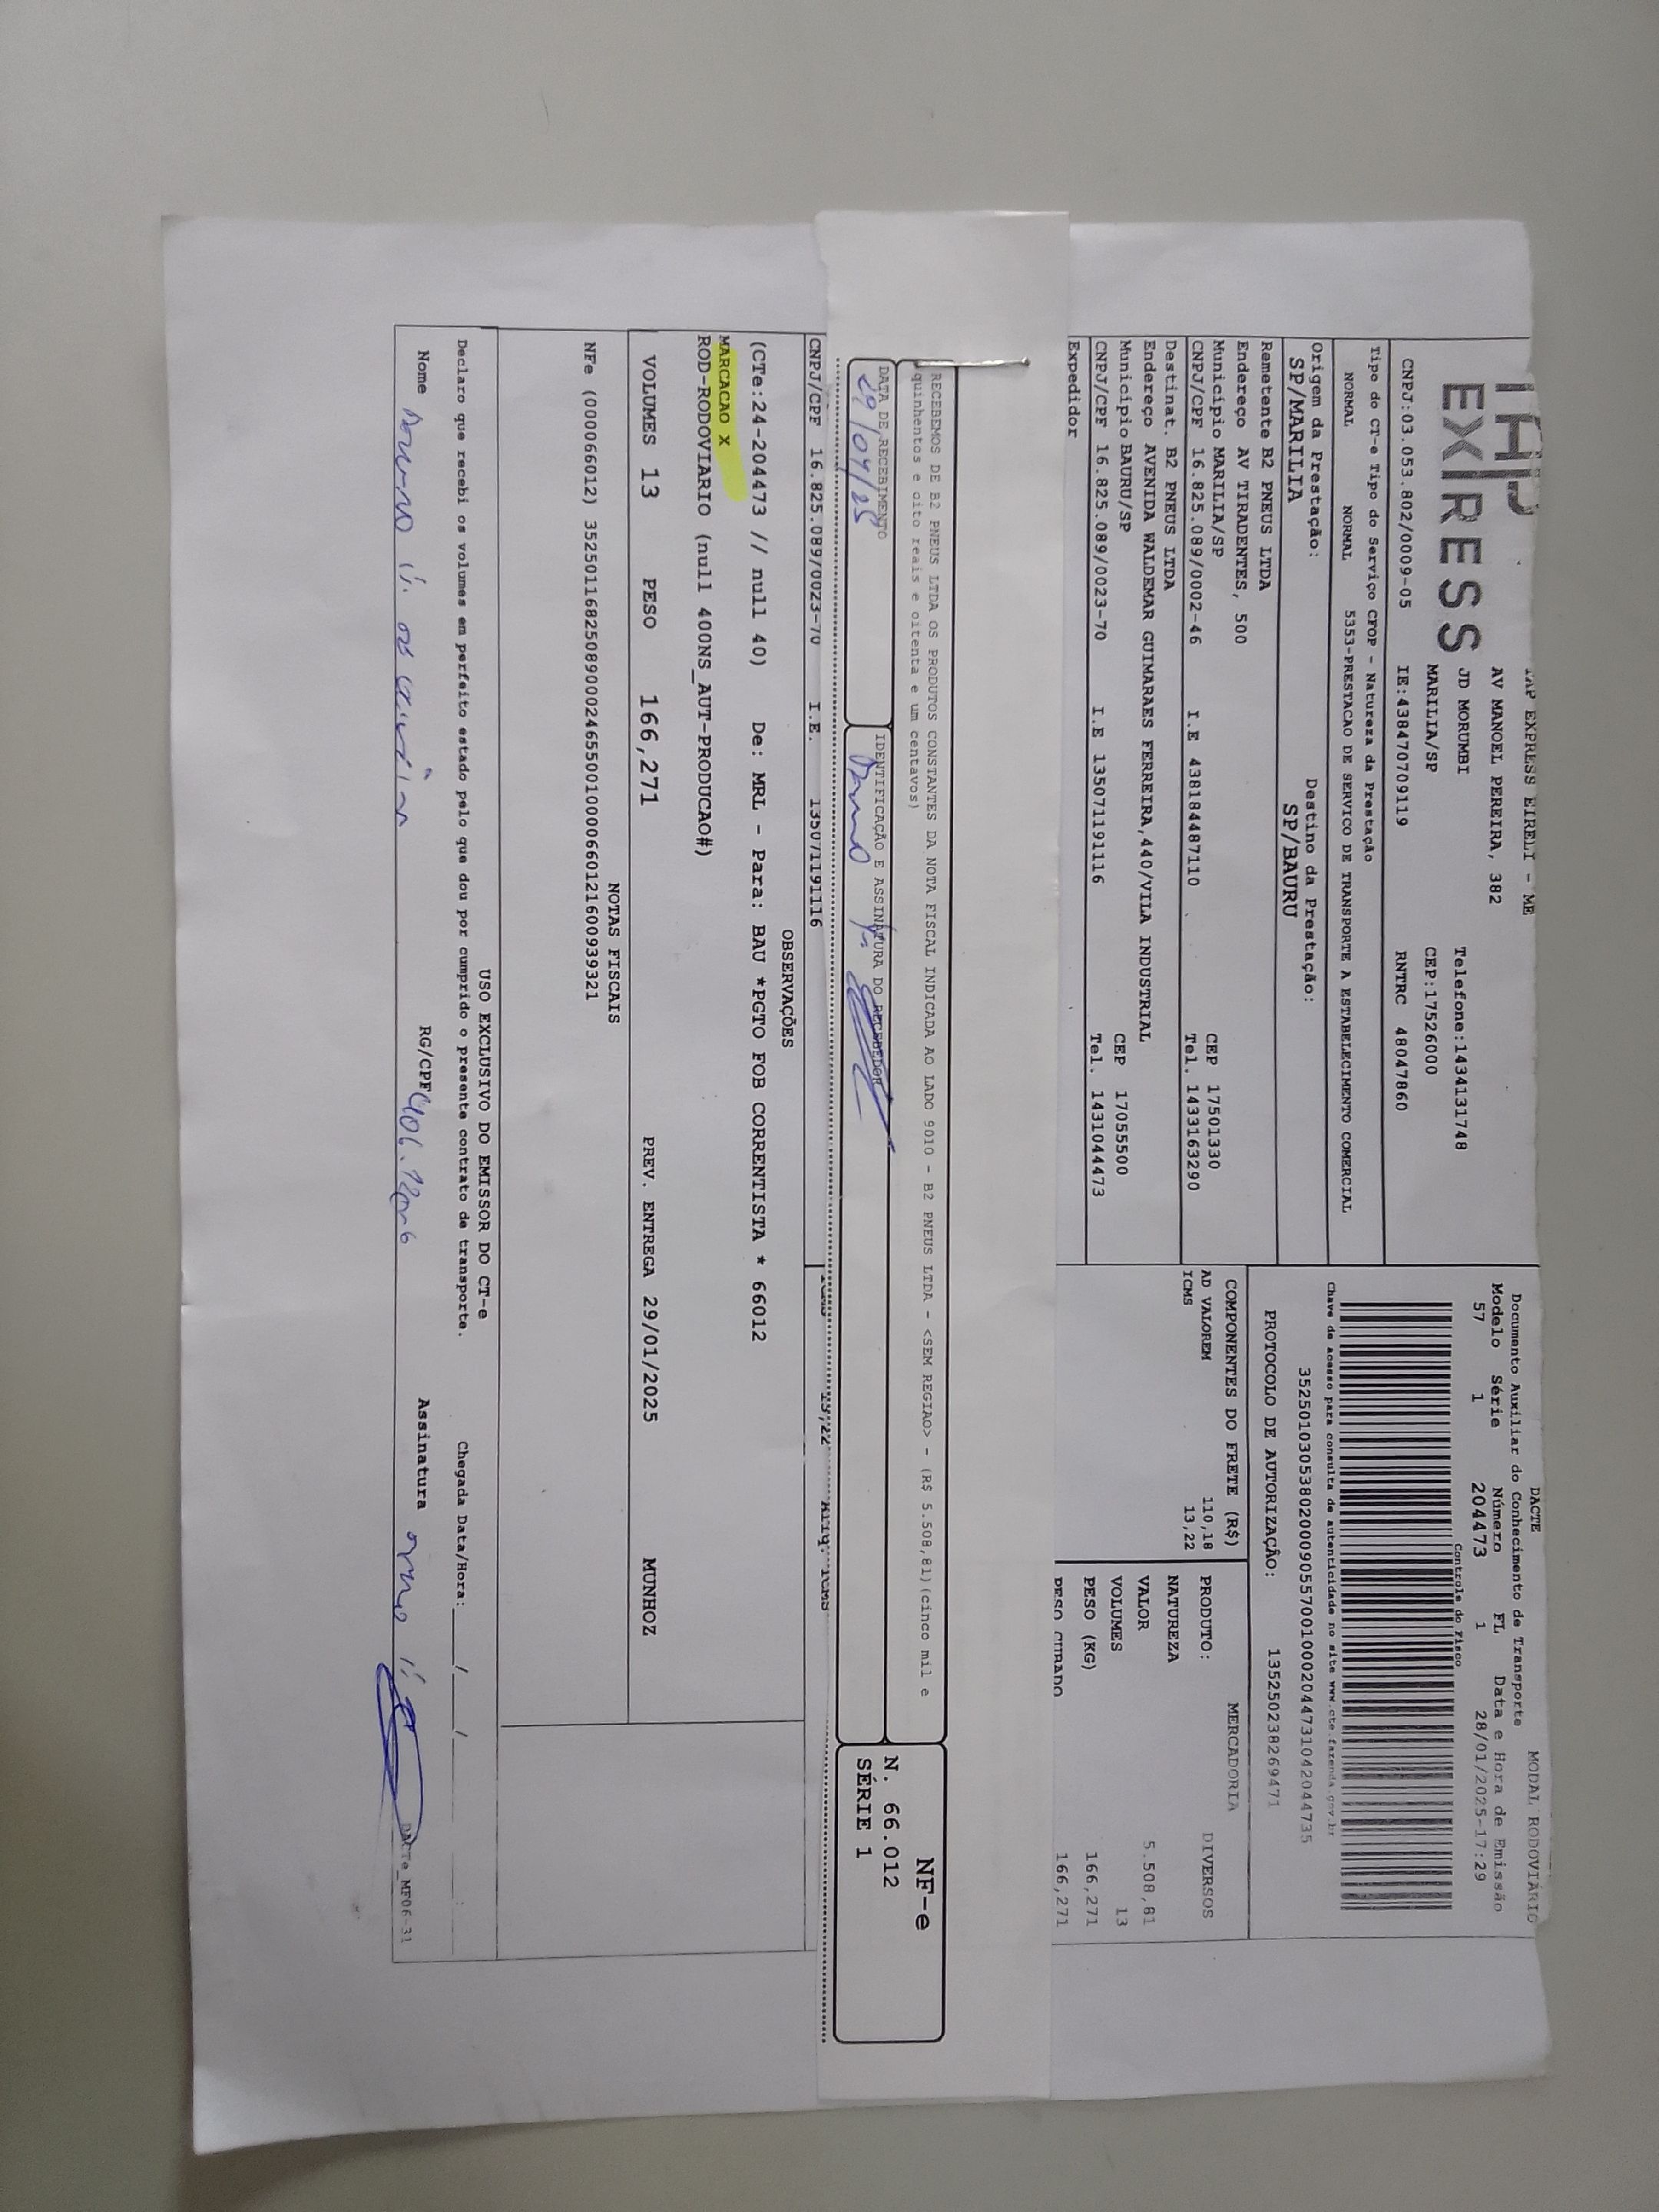 TAP EXPRESS EIRELI - ME
EXPRESS
AV MANOEL PEREIRA, 382
JD MORUMBI Telefone:1434131748
MARILIA/SP CEP:17526000
CNPJ:03.053.802/0009-05 IE:438470709119 RNTRC 48047860
Tipo do CT-e Tipo do Serviço CFOP - Natureza da Prestação
NORMAL NORMAL 5353-PRESTACAO DE SERVICO DE TRANSPORTE A ESTABELECIMENTO COMERCIAL
Origem da Prestação: Destino da Prestação:
SP/MARILIA SP/BAURU
Remetente B2 PNEUS LTDA
Endereço AV TIRADENTES, 500
Município MARILIA/SP CEP 17501330
CNPJ/CPF 16.825.089/0002-46 I.E 438184487110 Tel. 1433163290
Destinat. B2 PNEUS LTDA
Endereço AVENIDA WALDEMAR GUIMARAES FERREIRA,440/VILA INDUSTRIAL
Município BAURU/SP CEP 17055500
CNPJ/CPF 16.825.089/0023-70 I.E 135071191116 Tel. 1431044473
Expedidor
DACTE MODAL RODOVIÁRIO
Documento Auxiliar do Conhecimento de Transporte
Modelo Série Número FL Data e Hora de Emissão
57 1 204473 1 28/01/2025-17:29
Controle do Fisco
Chave de acesso para consulta de autenticidade no site www.cte.fazenda.gov.br
35250103053802000905570010002044731042044735
PROTOCOLO DE AUTORIZAÇÃO: 135250238269471
COMPONENTES DO FRETE (R$)
AD VALOREM 110,18
ICMS 13,22
MERCADORIA
PRODUTO: DIVERSOS
NATUREZA
VALOR 5.508,81
VOLUMES 13
PESO (KG) 166,271
PESO CUBADO 166,271
RECEBEMOS DE B2 PNEUS LTDA OS PRODUTOS CONSTANTES DA NOTA FISCAL INDICADA AO LADO 9010 - B2 PNEUS LTDA - <SEM REGIAO> - (R$ 5.508,81)(cinco mil e
quinhentos e oito reais e oitenta e um centavos)
DATA DE RECEBIMENTO IDENTIFICAÇÃO E ASSINATURA DO RECEBEDOR
29/04/25
NF-e
N. 66.012
SÉRIE 1
CNPJ/CPF 16.825.089/0023-70 I.E. 135071191116
OBSERVAÇÕES
(CTe:24-204473 // null 40) De: MRL - Para: BAU *PGTO FOB CORRENTISTA * 66012
MARCACAO X
ROD-RODOVIARIO (null 400NS_AUT-PRODUCAO#)
VOLUMES 13 PESO 166,271 PREV. ENTREGA 29/01/2025 MUNHOZ
NOTAS FISCAIS
NFe (000066012) 35250116825089000246550010000660121600939321
USO EXCLUSIVO DO EMISSOR DO CT-e
Declaro que recebi os volumes em perfeito estado pelo que dou por cumprido o presente contrato de transporte. Chegada Data/Hora:____/____/____ :
Nome RG/CPF Assinatura
DACTe_MF06-31